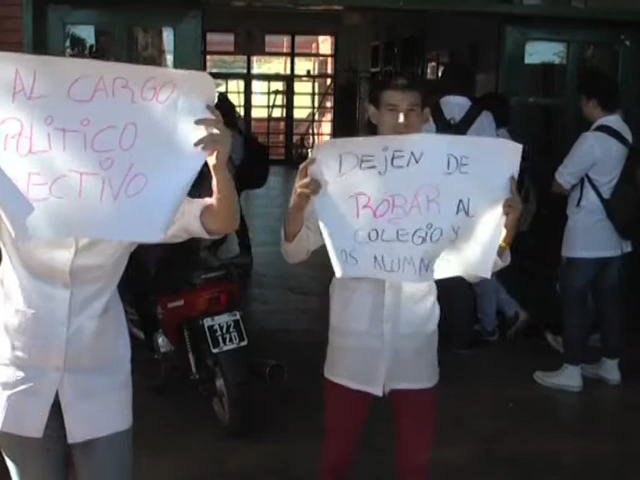 AL CARGO
POLITICO
ECTIVO
DEJEN DE
ROBAR AL
COLEGIO Y
OS ALUMN
172
IZD